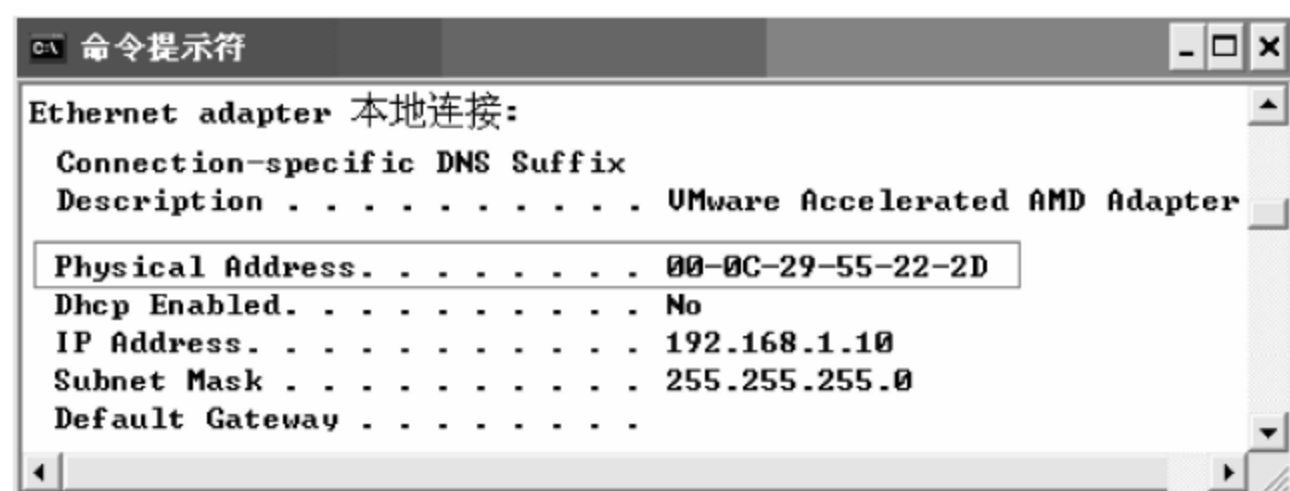 命令提示符
Ethernet adapter 本地连接:
Connection-specific DNS Suffix
Description . . . . . . . . . . VMware Accelerated AMD Adapter
Physical Address. . . . . . . . 00-0C-29-55-22-2D
Dhcp Enabled. . . . . . . . . . No
IP Address. . . . . . . . . . . 192.168.1.10
Subnet Mask . . . . . . . . . . 255.255.255.0
Default Gateway . . . . . . . .